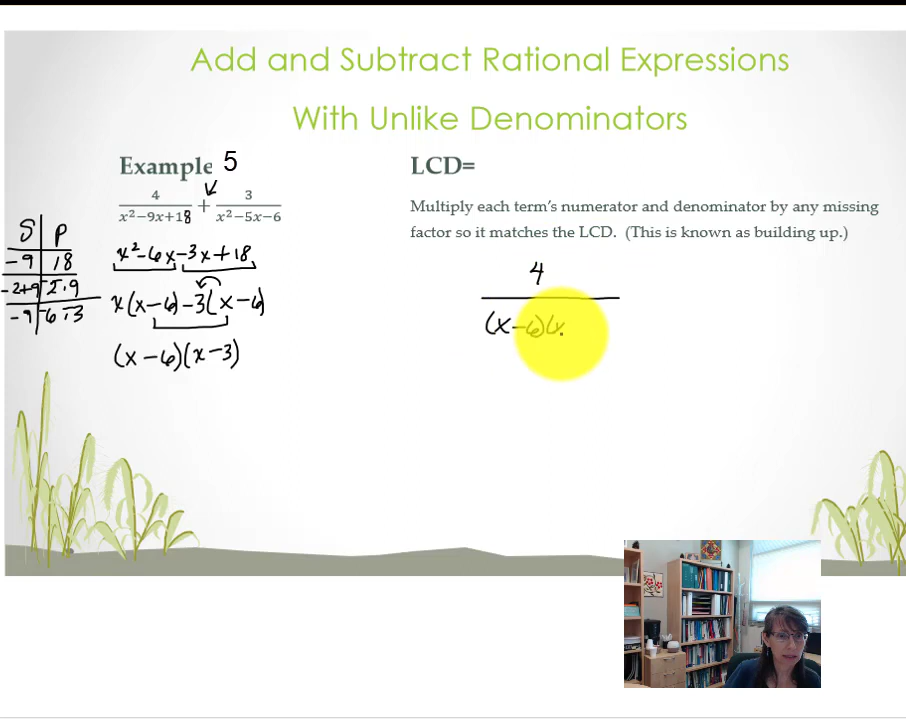 Add and Subtract Rational Expressions
With Unlike Denominators
Example 5
4/(x²−9x+18) + 3/(x²−5x−6)
S | P
−9 | 18
−2+9 | 2·9
−9 | −6·−3
x²−6x−3x+18
x(x−6)−3(x−6)
(x−6)(x−3)
LCD=
Multiply each term's numerator and denominator by any missing
factor so it matches the LCD. (This is known as building up.)
4
(x−6)(x